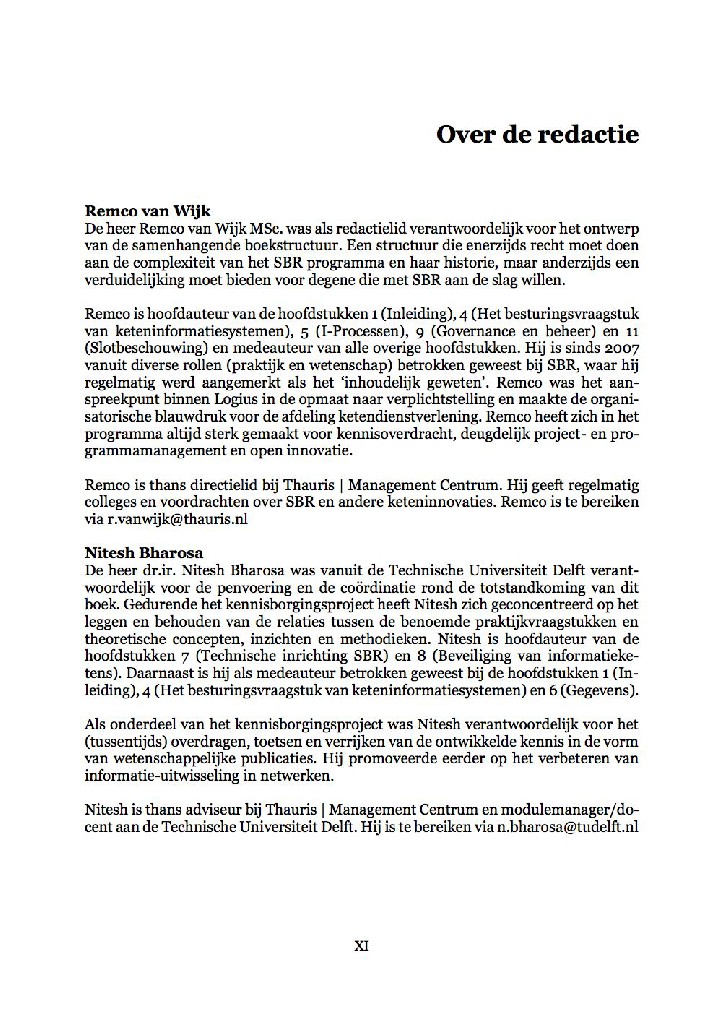 Over de redactie
Remco van Wijk
De heer Remco van Wijk MSc. was als redactielid verantwoordelijk voor het ontwerp
van de samenhangende boekstructuur. Een structuur die enerzijds recht moet doen
aan de complexiteit van het SBR programma en haar historie, maar anderzijds een
verduidelijking moet bieden voor degene die met SBR aan de slag willen.
Remco is hoofdauteur van de hoofdstukken 1 (Inleiding), 4 (Het besturingsvraagstuk
van keteninformatiesystemen), 5 (I-Processen), 9 (Governance en beheer) en 11
(Slotbeschouwing) en medeauteur van alle overige hoofdstukken. Hij is sinds 2007
vanuit diverse rollen (praktijk en wetenschap) betrokken geweest bij SBR, waar hij
regelmatig werd aangemerkt als het ‘inhoudelijk geweten’. Remco was het aan-
spreekpunt binnen Logius in de opmaat naar verplichtstelling en maakte de organi-
satorische blauwdruk voor de afdeling ketendienstverlening. Remco heeft zich in het
programma altijd sterk gemaakt voor kennisoverdracht, deugdelijk project- en pro-
grammamanagement en open innovatie.
Remco is thans directielid bij Thauris | Management Centrum. Hij geeft regelmatig
colleges en voordrachten over SBR en andere keteninnovaties. Remco is te bereiken
via r.vanwijk@thauris.nl
Nitesh Bharosa
De heer dr.ir. Nitesh Bharosa was vanuit de Technische Universiteit Delft verant-
woordelijk voor de penvoering en de coördinatie rond de totstandkoming van dit
boek. Gedurende het kennisborgingsproject heeft Nitesh zich geconcentreerd op het
leggen en behouden van de relaties tussen de benoemde praktijkvraagstukken en
theoretische concepten, inzichten en methodieken. Nitesh is hoofdauteur van de
hoofdstukken 7 (Technische inrichting SBR) en 8 (Beveiliging van informatieke-
tens). Daarnaast is hij als medeauteur betrokken geweest bij de hoofdstukken 1 (In-
leiding), 4 (Het besturingsvraagstuk van keteninformatiesystemen) en 6 (Gegevens).
Als onderdeel van het kennisborgingsproject was Nitesh verantwoordelijk voor het
(tussentijds) overdragen, toetsen en verrijken van de ontwikkelde kennis in de vorm
van wetenschappelijke publicaties. Hij promoveerde eerder op het verbeteren van
informatie-uitwisseling in netwerken.
Nitesh is thans adviseur bij Thauris | Management Centrum en modulemanager/do-
cent aan de Technische Universiteit Delft. Hij is te bereiken via n.bharosa@tudelft.nl
XI